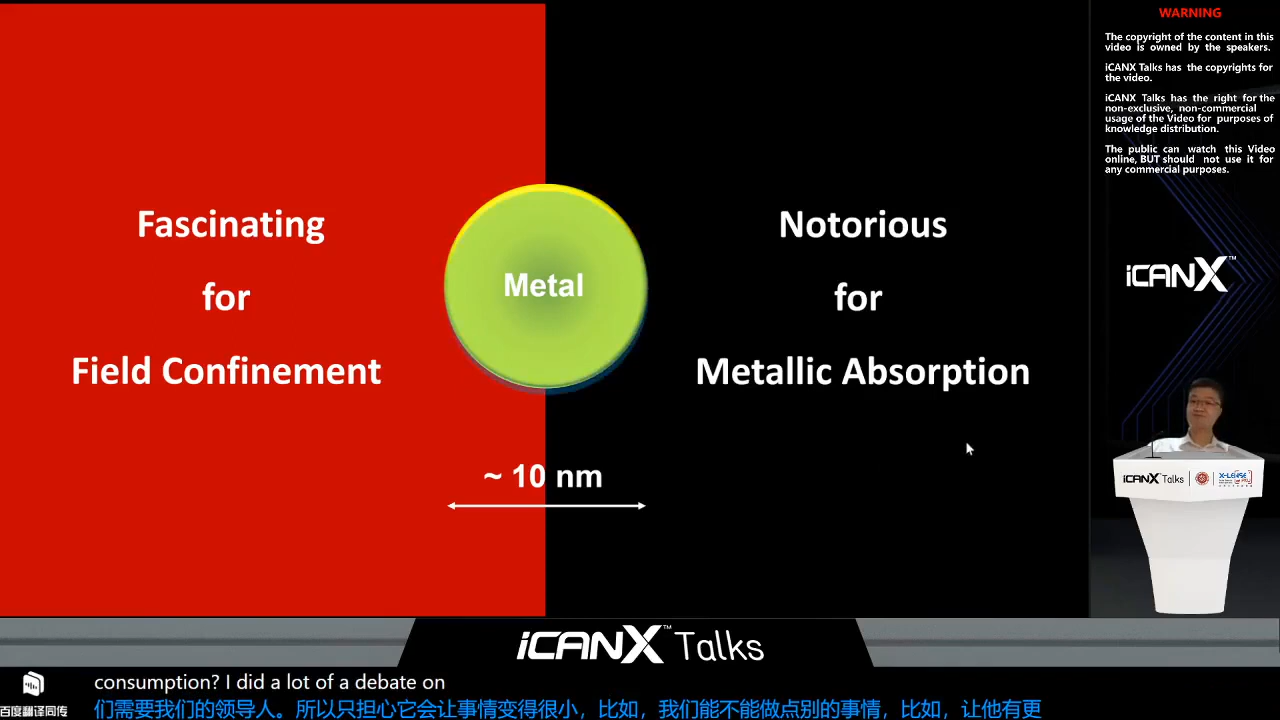 WARNING
The copyright of the content in this
video is owned by the speakers.
iCANX Talks has the copyrights for
the video.
iCANX Talks has the right for the
non-exclusive, non-commercial
usage of the Video for purposes of
knowledge distribution.
The public can watch this Video
online, BUT should not use it for
any commercial purposes.
Fascinating
for
Field Confinement
Metal
Notorious
for
Metallic Absorption
~ 10 nm
iCANX™
iCANX Talks
X-LENSE
iCANX™ Talks
consumption? I did a lot of a debate on
百度翻译同传
们需要我们的领导人。所以只担心它会让事情变得很小，比如，我们能不能做点别的事情，比如，让他有更